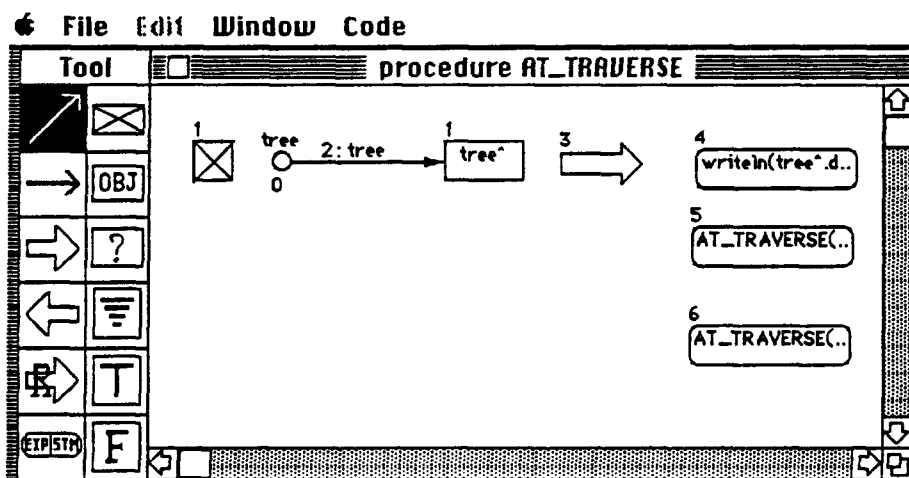 File Edit Window Code
Tool
procedure AT_TRAVERSE
OBJ
?
R
T
EXP STM
F
1
tree
0
2: tree
1
tree^
3
4
writeln(tree^.d..
5
AT_TRAVERSE(..
6
AT_TRAVERSE(..